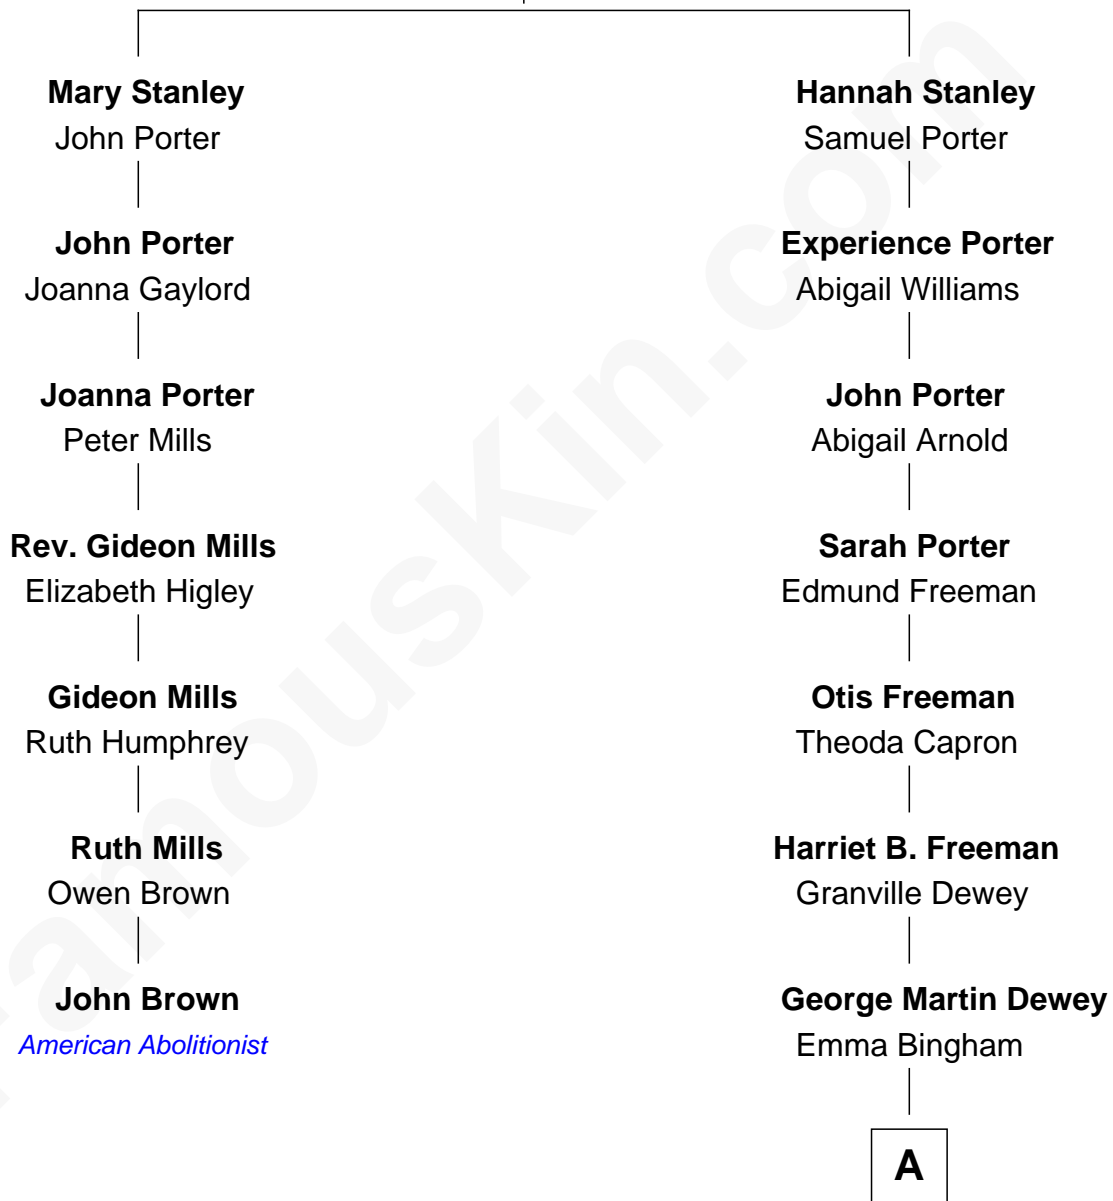 Mary Stanley
John Porter
Hannah Stanley
Samuel Porter
John Porter
Joanna Gaylord
Experience Porter
Abigail Williams
Joanna Porter
Peter Mills
John Porter
Abigail Arnold
Rev. Gideon Mills
Elizabeth Higley
Sarah Porter
Edmund Freeman
Gideon Mills
Ruth Humphrey
Otis Freeman
Theoda Capron
Ruth Mills
Owen Brown
Harriet B. Freeman
Granville Dewey
John Brown
American Abolitionist
George Martin Dewey
Emma Bingham
A
FamousKin.com